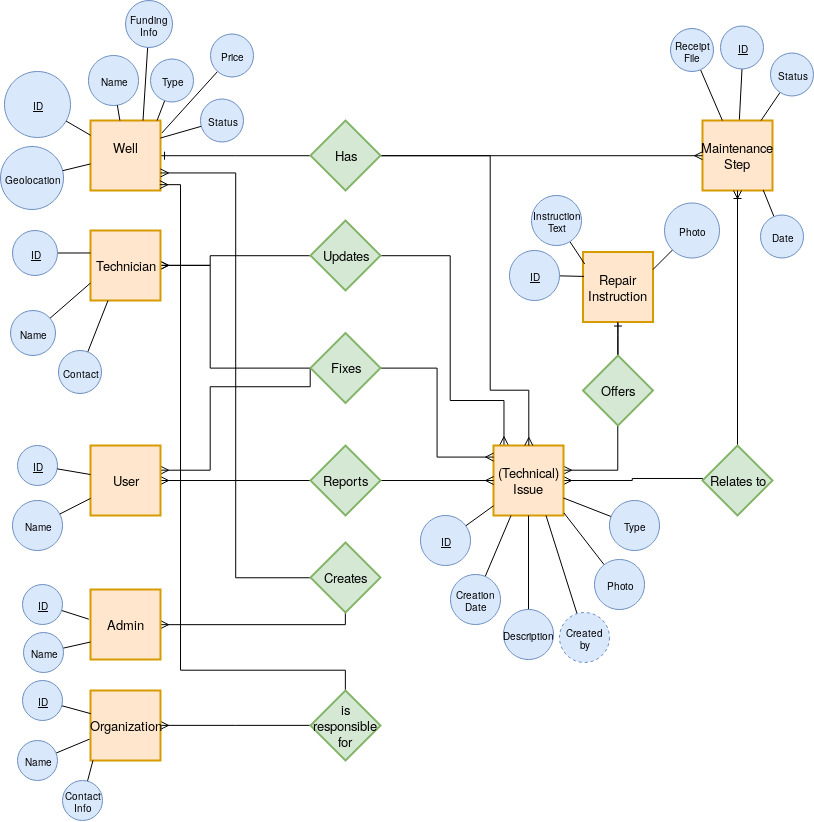 Funding
Info
Name
Type
Price
ID
Status
Well
Geolocation
Has
Receipt
File
ID
Status
Maintenance
Step
Date
ID
Technician
Name
Contact
Updates
Instruction
Text
ID
Photo
Repair
Instruction
Fixes
Offers
ID
User
Name
Reports
(Technical)
Issue
Relates to
ID
Type
Creation
Date
Photo
Description
Created
by
Creates
ID
Admin
Name
ID
Organization
Name
Contact
Info
is
responsible
for